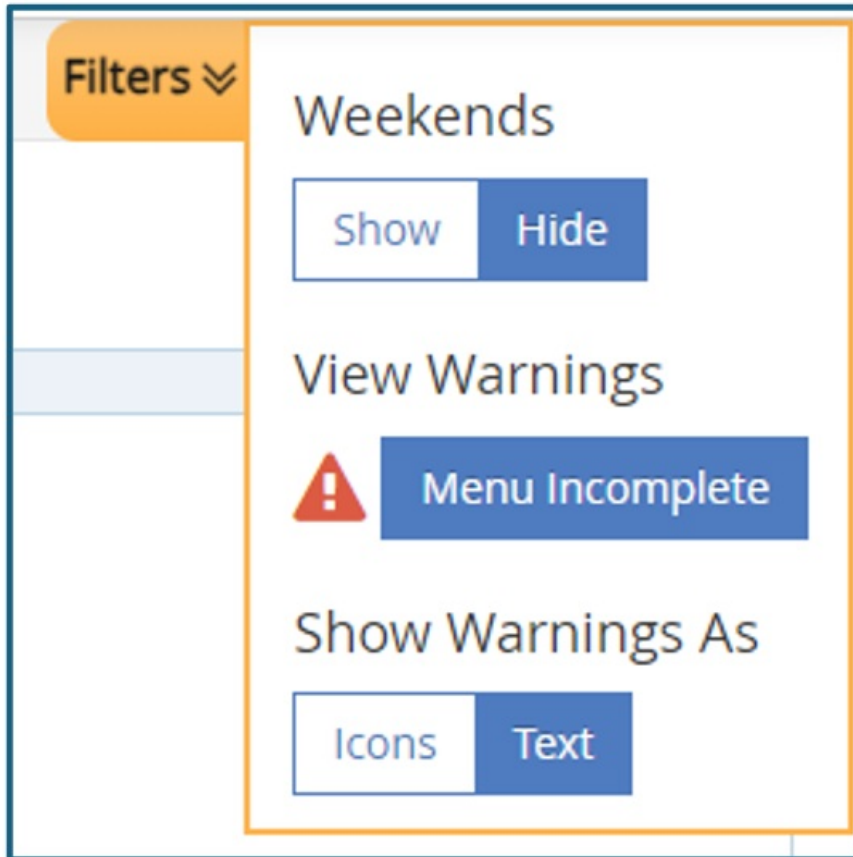 Filters
Weekends
Show Hide
View Warnings
Menu Incomplete
Show Warnings As
Icons Text